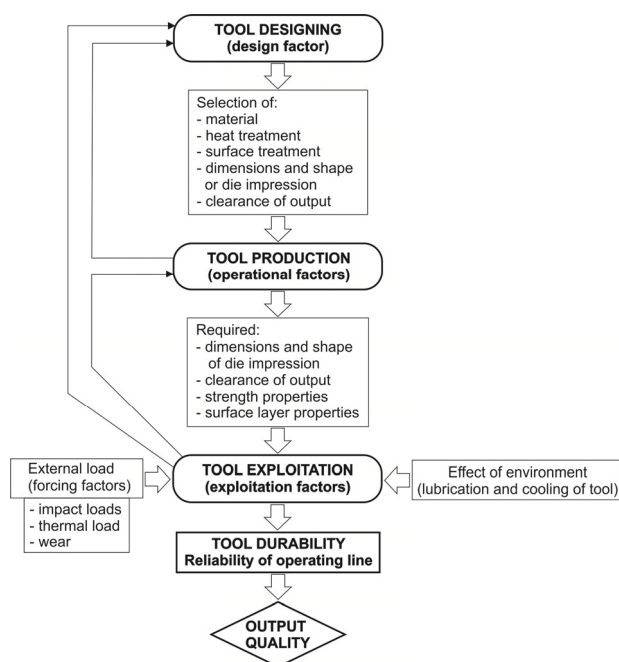 TOOL DESIGNING
(design factor)
Selection of:
- material
- heat treatment
- surface treatment
- dimensions and shape
or die impression
- clearance of output
TOOL PRODUCTION
(operational factors)
Required:
- dimensions and shape
of die impression
- clearance of output
- strength properties
- surface layer properties
External load
(forcing factors)
- impact loads
- thermal load
- wear
TOOL EXPLOITATION
(exploitation factors)
Effect of environment
(lubrication and cooling of tool)
TOOL DURABILITY
Reliability of operating line
OUTPUT
QUALITY